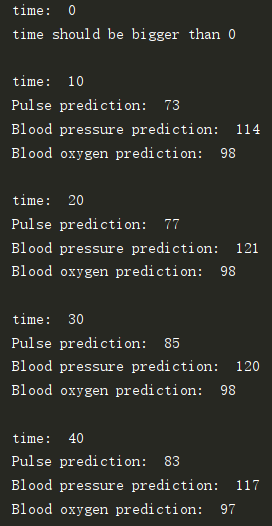 time:  0
time should be bigger than 0
time:  10
Pulse prediction:  73
Blood pressure prediction:  114
Blood oxygen prediction:  98
time:  20
Pulse prediction:  77
Blood pressure prediction:  121
Blood oxygen prediction:  98
time:  30
Pulse prediction:  85
Blood pressure prediction:  120
Blood oxygen prediction:  98
time:  40
Pulse prediction:  83
Blood pressure prediction:  117
Blood oxygen prediction:  97